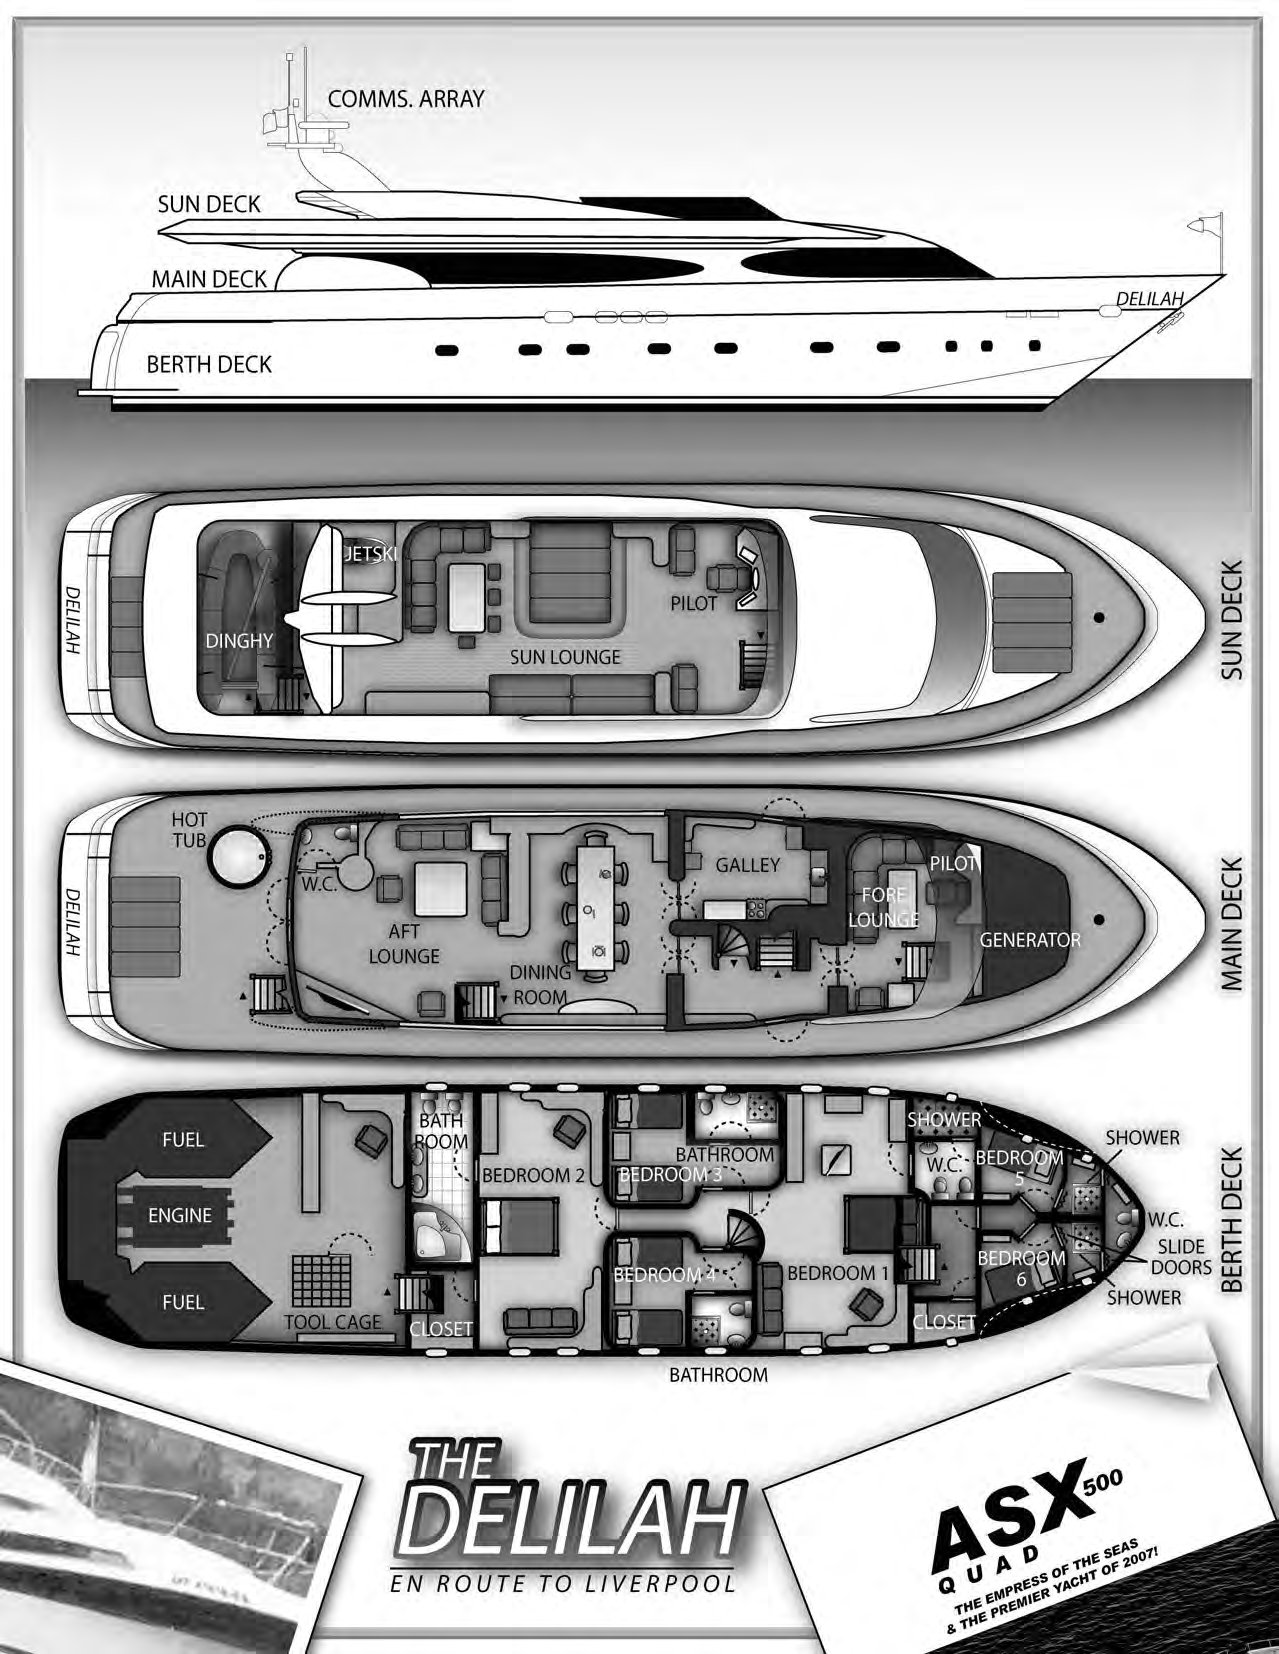 COMMS. ARRAY
SUN DECK
MAIN DECK
DELILAH
BERTH DECK
DELILAH
DINGHY
JETSKI
SUN LOUNGE
PILOT
SUN DECK
DELILAH
HOT
TUB
W.C.
AFT
LOUNGE
DINING
ROOM
GALLEY
FORE
LOUNGE
PILOT
GENERATOR
MAIN DECK
FUEL
ENGINE
FUEL
TOOL CAGE
BATH
ROOM
CLOSET
BEDROOM 2
BEDROOM 3
BATHROOM
BEDROOM 4
BATHROOM
BEDROOM 1
SHOWER
W.C.
CLOSET
BEDROOM
5
BEDROOM
6
SHOWER
W.C.
SLIDE
DOORS
SHOWER
BERTH DECK
THE
DELILAH
EN ROUTE TO LIVERPOOL
ASX500
QUAD
THE EMPRESS OF THE SEAS
& THE PREMIER YACHT OF 2007!